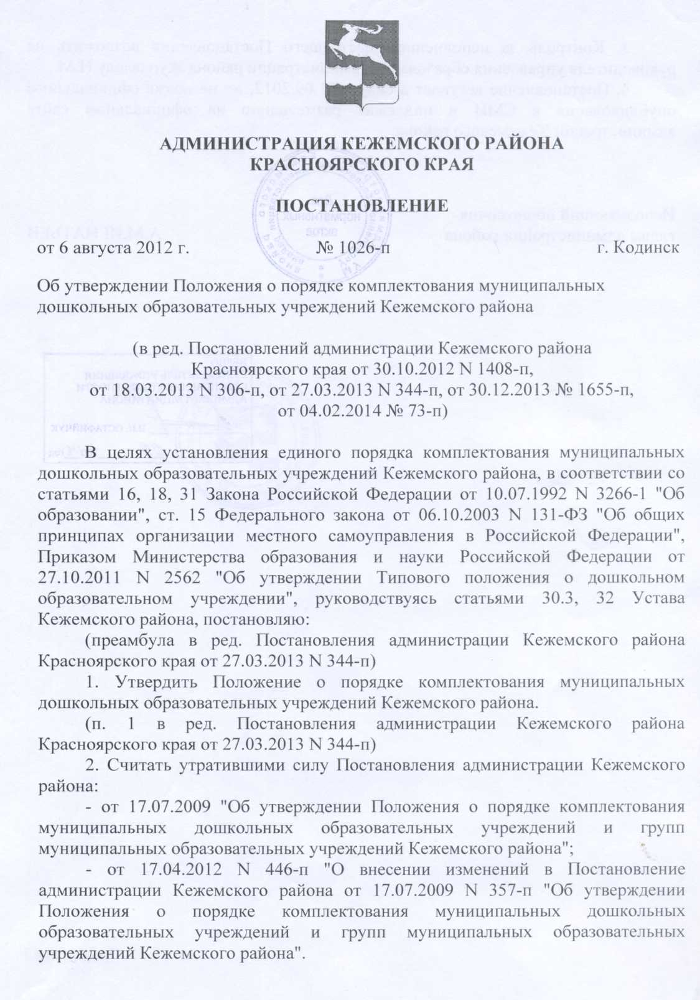 АДМИНИСТРАЦИЯ КЕЖЕМСКОГО РАЙОНА
КРАСНОЯРСКОГО КРАЯ
ПОСТАНОВЛЕНИЕ
от 6 августа 2012 г. № 1026-п г. Кодинск
Об утверждении Положения о порядке комплектования муниципальных
дошкольных образовательных учреждений Кежемского района
(в ред. Постановлений администрации Кежемского района
Красноярского края от 30.10.2012 N 1408-п,
от 18.03.2013 N 306-п, от 27.03.2013 N 344-п, от 30.12.2013 № 1655-п,
от 04.02.2014 № 73-п)
В целях установления единого порядка комплектования муниципальных
дошкольных образовательных учреждений Кежемского района, в соответствии со
статьями 16, 18, 31 Закона Российской Федерации от 10.07.1992 N 3266-1 "Об
образовании", ст. 15 Федерального закона от 06.10.2003 N 131-ФЗ "Об общих
принципах организации местного самоуправления в Российской Федерации",
Приказом Министерства образования и науки Российской Федерации от
27.10.2011 N 2562 "Об утверждении Типового положения о дошкольном
образовательном учреждении", руководствуясь статьями 30.3, 32 Устава
Кежемского района, постановляю:
(преамбула в ред. Постановления администрации Кежемского района
Красноярского края от 27.03.2013 N 344-п)
1. Утвердить Положение о порядке комплектования муниципальных
дошкольных образовательных учреждений Кежемского района.
(п. 1 в ред. Постановления администрации Кежемского района
Красноярского края от 27.03.2013 N 344-п)
2. Считать утратившими силу Постановления администрации Кежемского
района:
- от 17.07.2009 "Об утверждении Положения о порядке комплектования
муниципальных дошкольных образовательных учреждений и групп
муниципальных образовательных учреждений Кежемского района";
- от 17.04.2012 N 446-п "О внесении изменений в Постановление
администрации Кежемского района от 17.07.2009 N 357-п "Об утверждении
Положения о порядке комплектования муниципальных дошкольных
образовательных учреждений и групп муниципальных образовательных
учреждений Кежемского района".